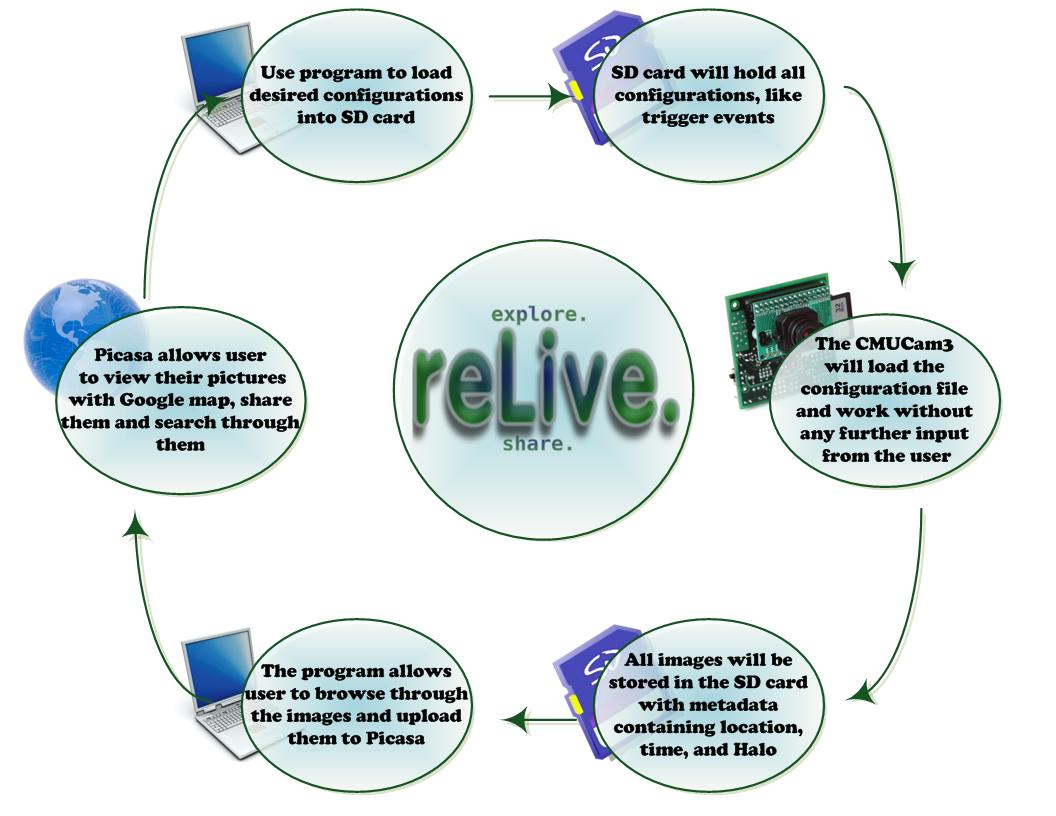 Use program to load
desired configurations
into SD card
SD card will hold all
configurations, like
trigger events
The CMUCam3
will load the
configuration file
and work without
any further input
from the user
All images will be
stored in the SD card
with metadata
containing location,
time, and Halo
The program allows
user to browse through
the images and upload
them to Picasa
Picasa allows user
to view their pictures
with Google map, share
them and search through
them
explore.
reLive.
share.